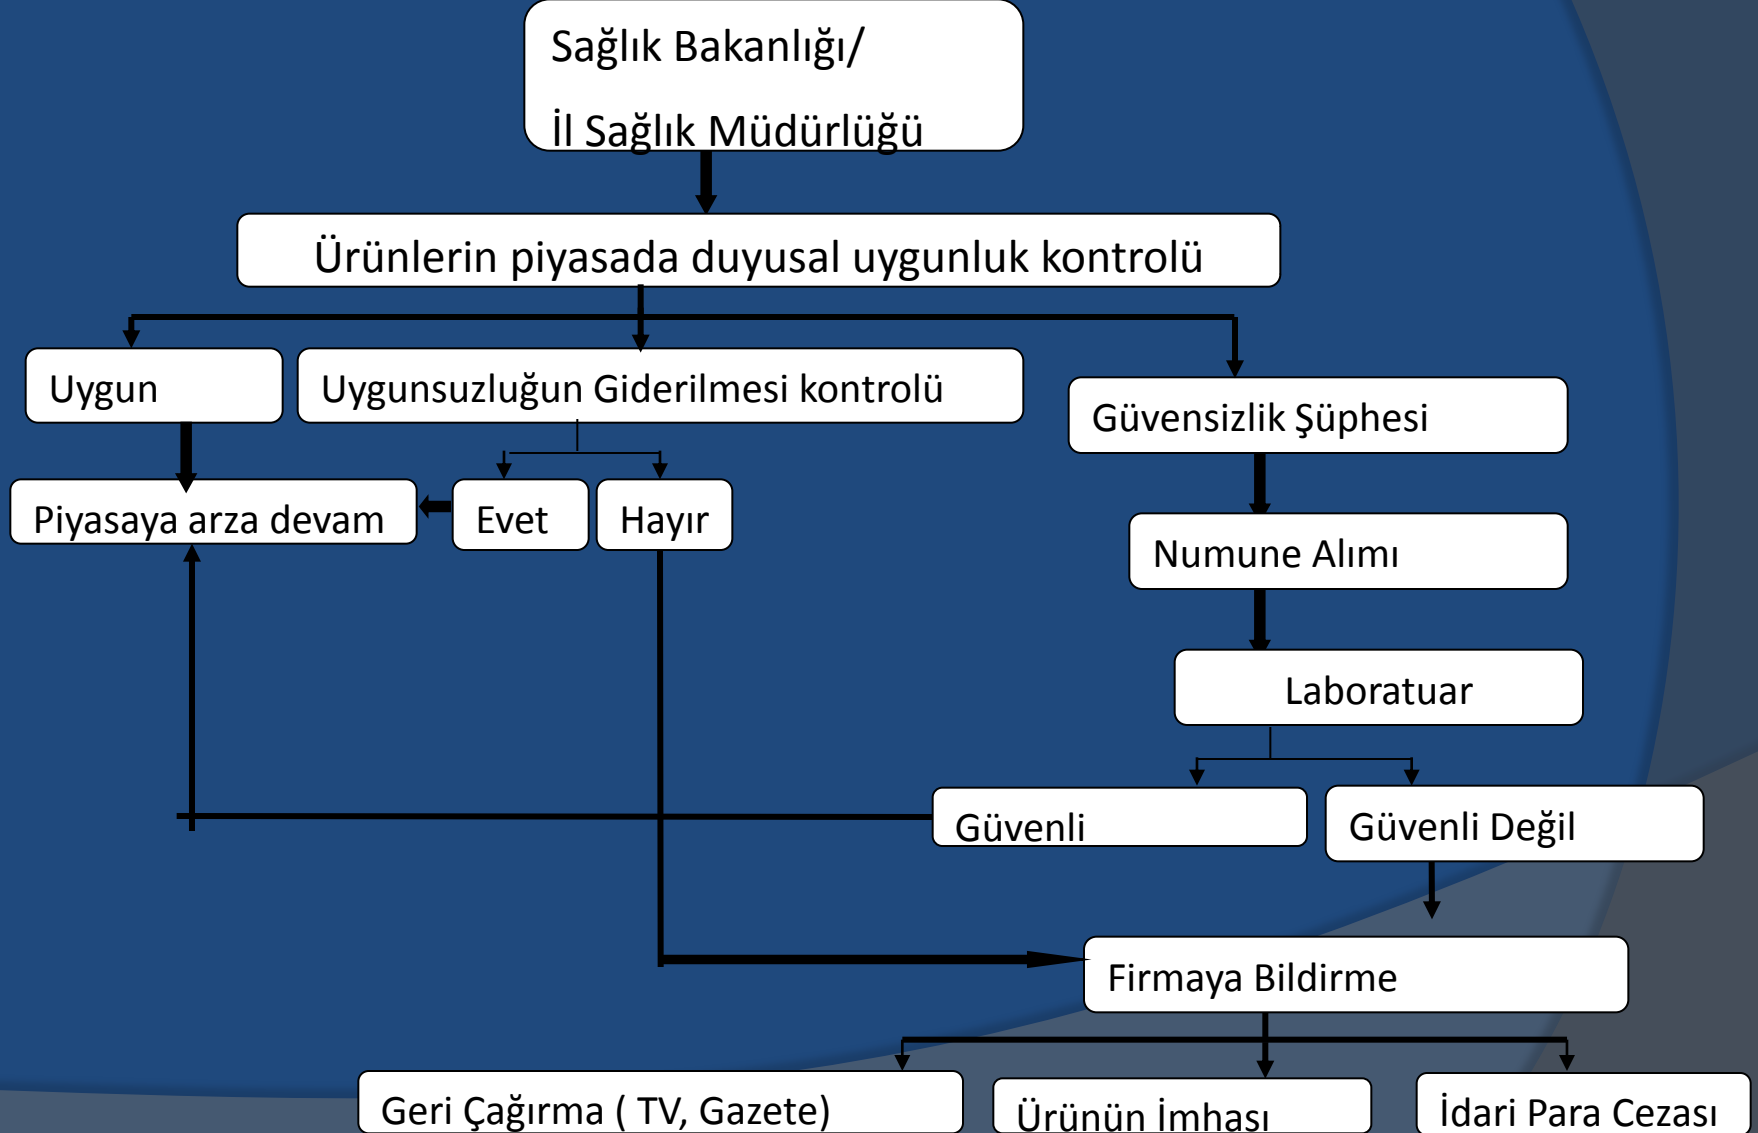 Sağlık Bakanlığı/
İl Sağlık Müdürlüğü
Ürünlerin piyasada duyusal uygunluk kontrolü
Uygun
Uygunsuzluğun Giderilmesi kontrolü
Güvensizlik Şüphesi
Piyasaya arza devam
Evet
Hayır
Numune Alımı
Laboratuar
Güvenli
Güvenli Değil
Firmaya Bildirme
Geri Çağırma ( TV, Gazete)
Ürünün İmhası
İdari Para Cezası